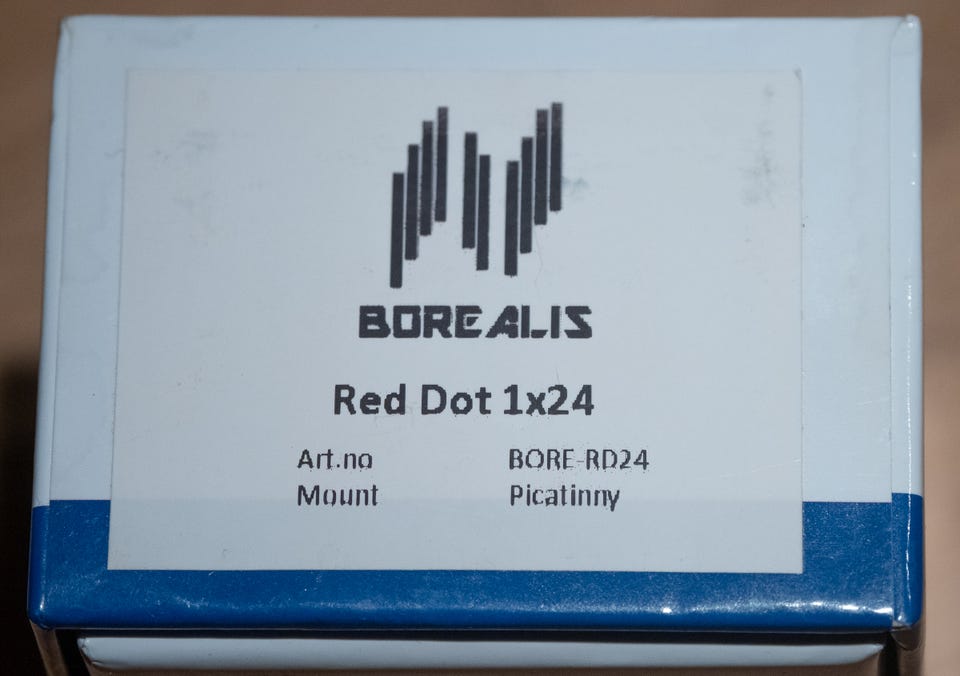 BOREALIS
Red Dot 1x24
Art.no BORE-RD24
Mount Picatinny